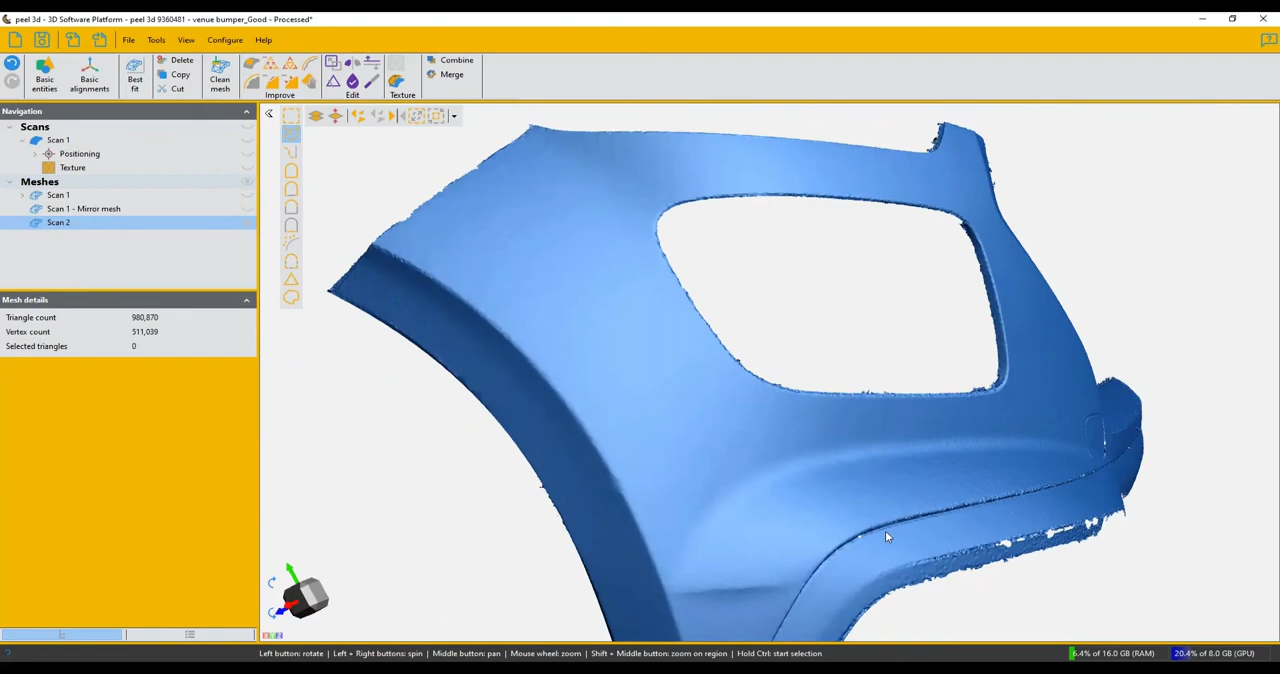 peel 3d - 3D Software Platform - peel 3d 9360481 - venue bumper_Good - Processed*
File Tools View Configure Help
Basic entities
Basic alignments
Best fit
Delete
Copy
Cut
Clean mesh
Improve
Edit
Texture
Combine
Merge
Navigation
Scans
Scan 1
Positioning
Texture
Meshes
Scan 1
Scan 1 - Mirror mesh
Scan 2
Mesh details
Triangle count 980,870
Vertex count 511,039
Selected triangles 0
X Y Z
Left button: rotate | Left + Right buttons: spin | Middle button: pan | Mouse wheel: zoom | Shift + Middle button: zoom on region | Hold Ctrl: start selection
6.4% of 16.0 GB (RAM) 20.4% of 8.0 GB (GPU)